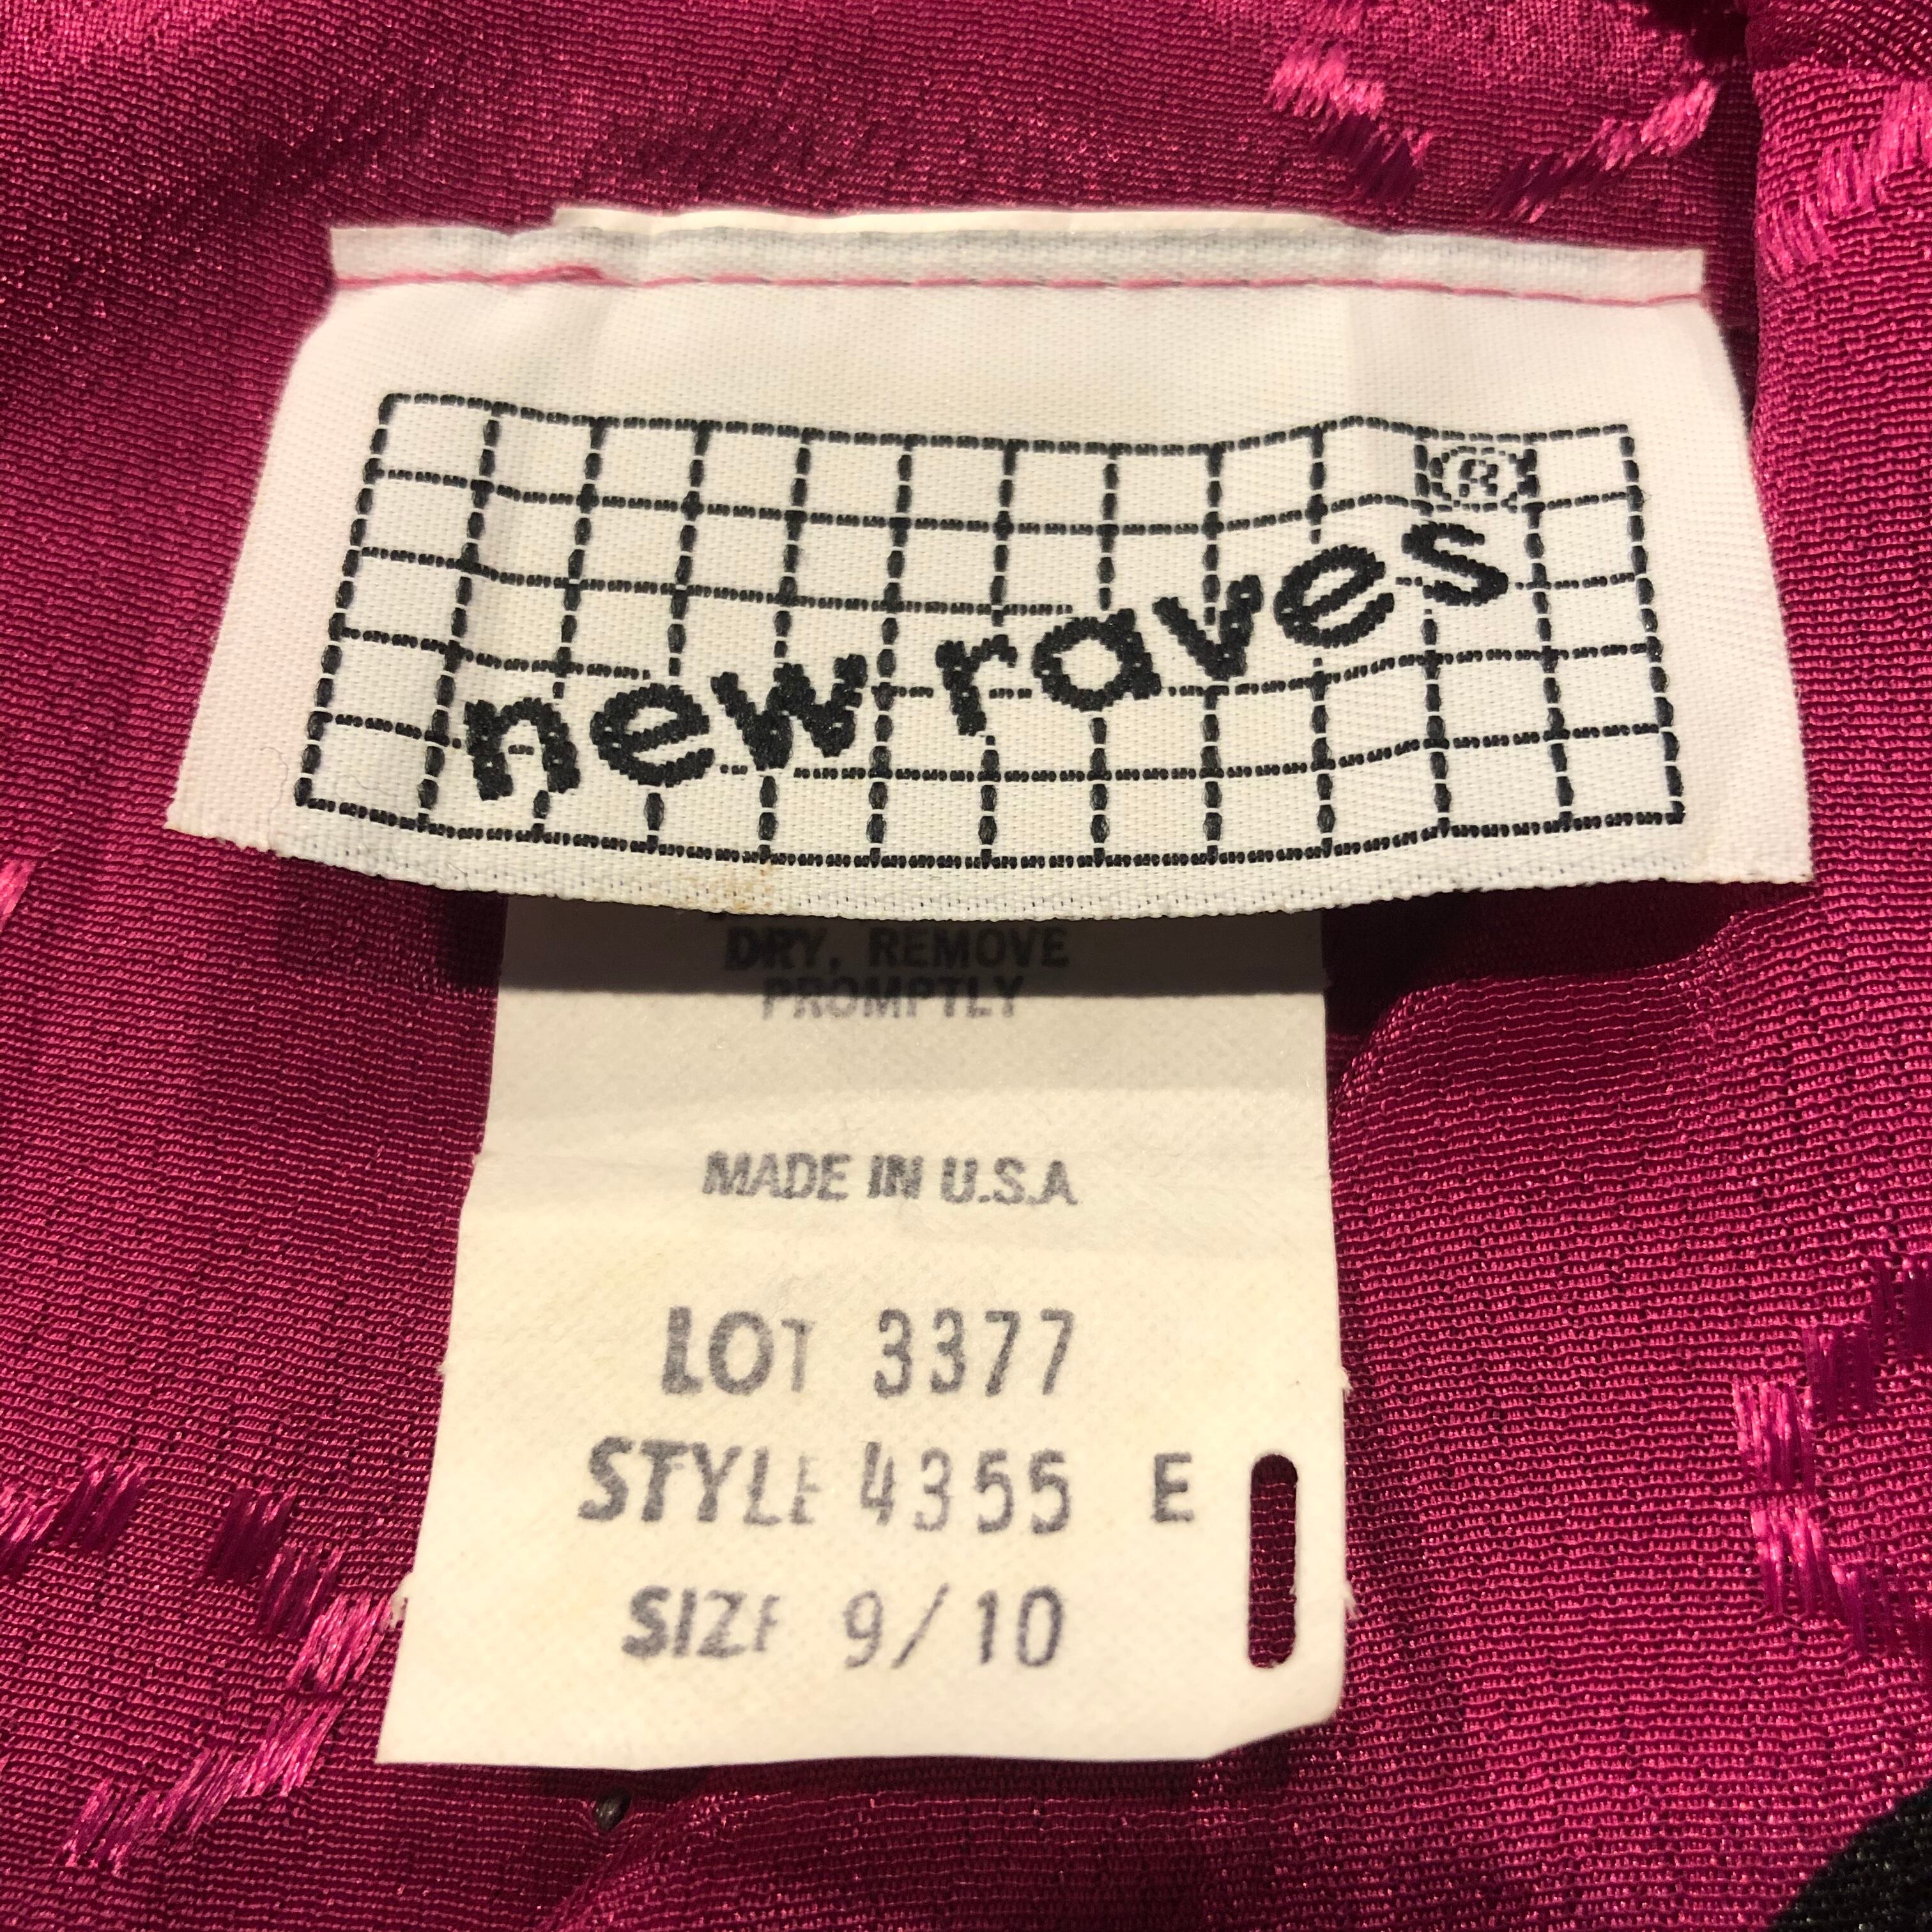 new raves ®
DRY, REMOVE
PROMPTLY
MADE IN U.S.A
LOT 3377
STYLE 4355 E
SIZE 9/10